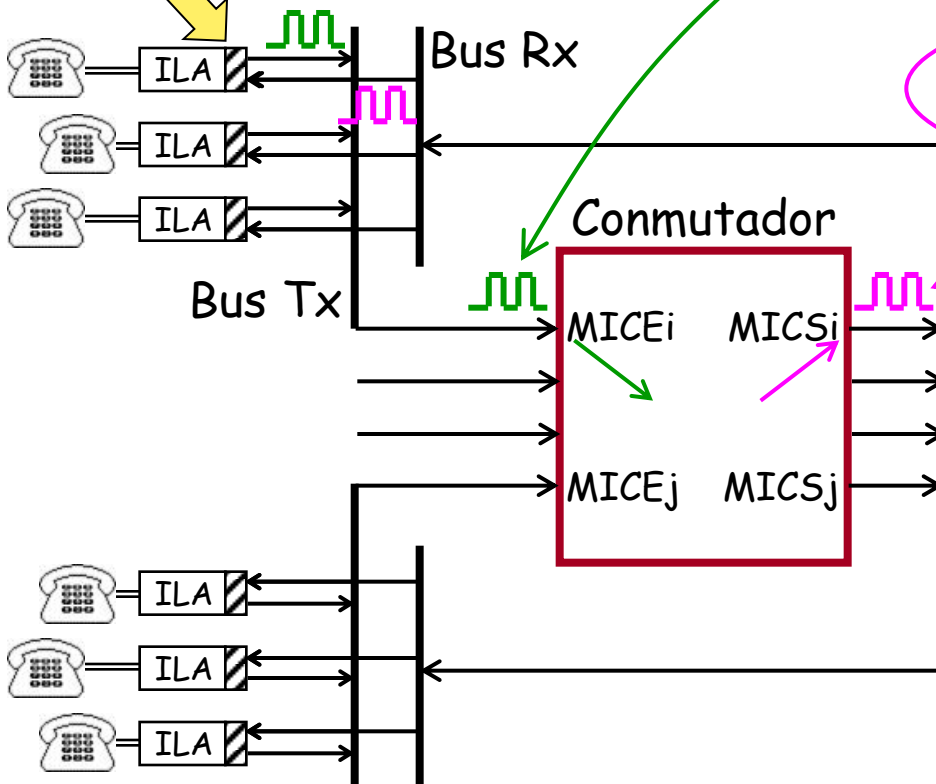 Bus Rx
ILA
ILA
ILA
Conmutador
Bus Tx
MICEi MICSi
MICEj MICSj
ILA
ILA
ILA